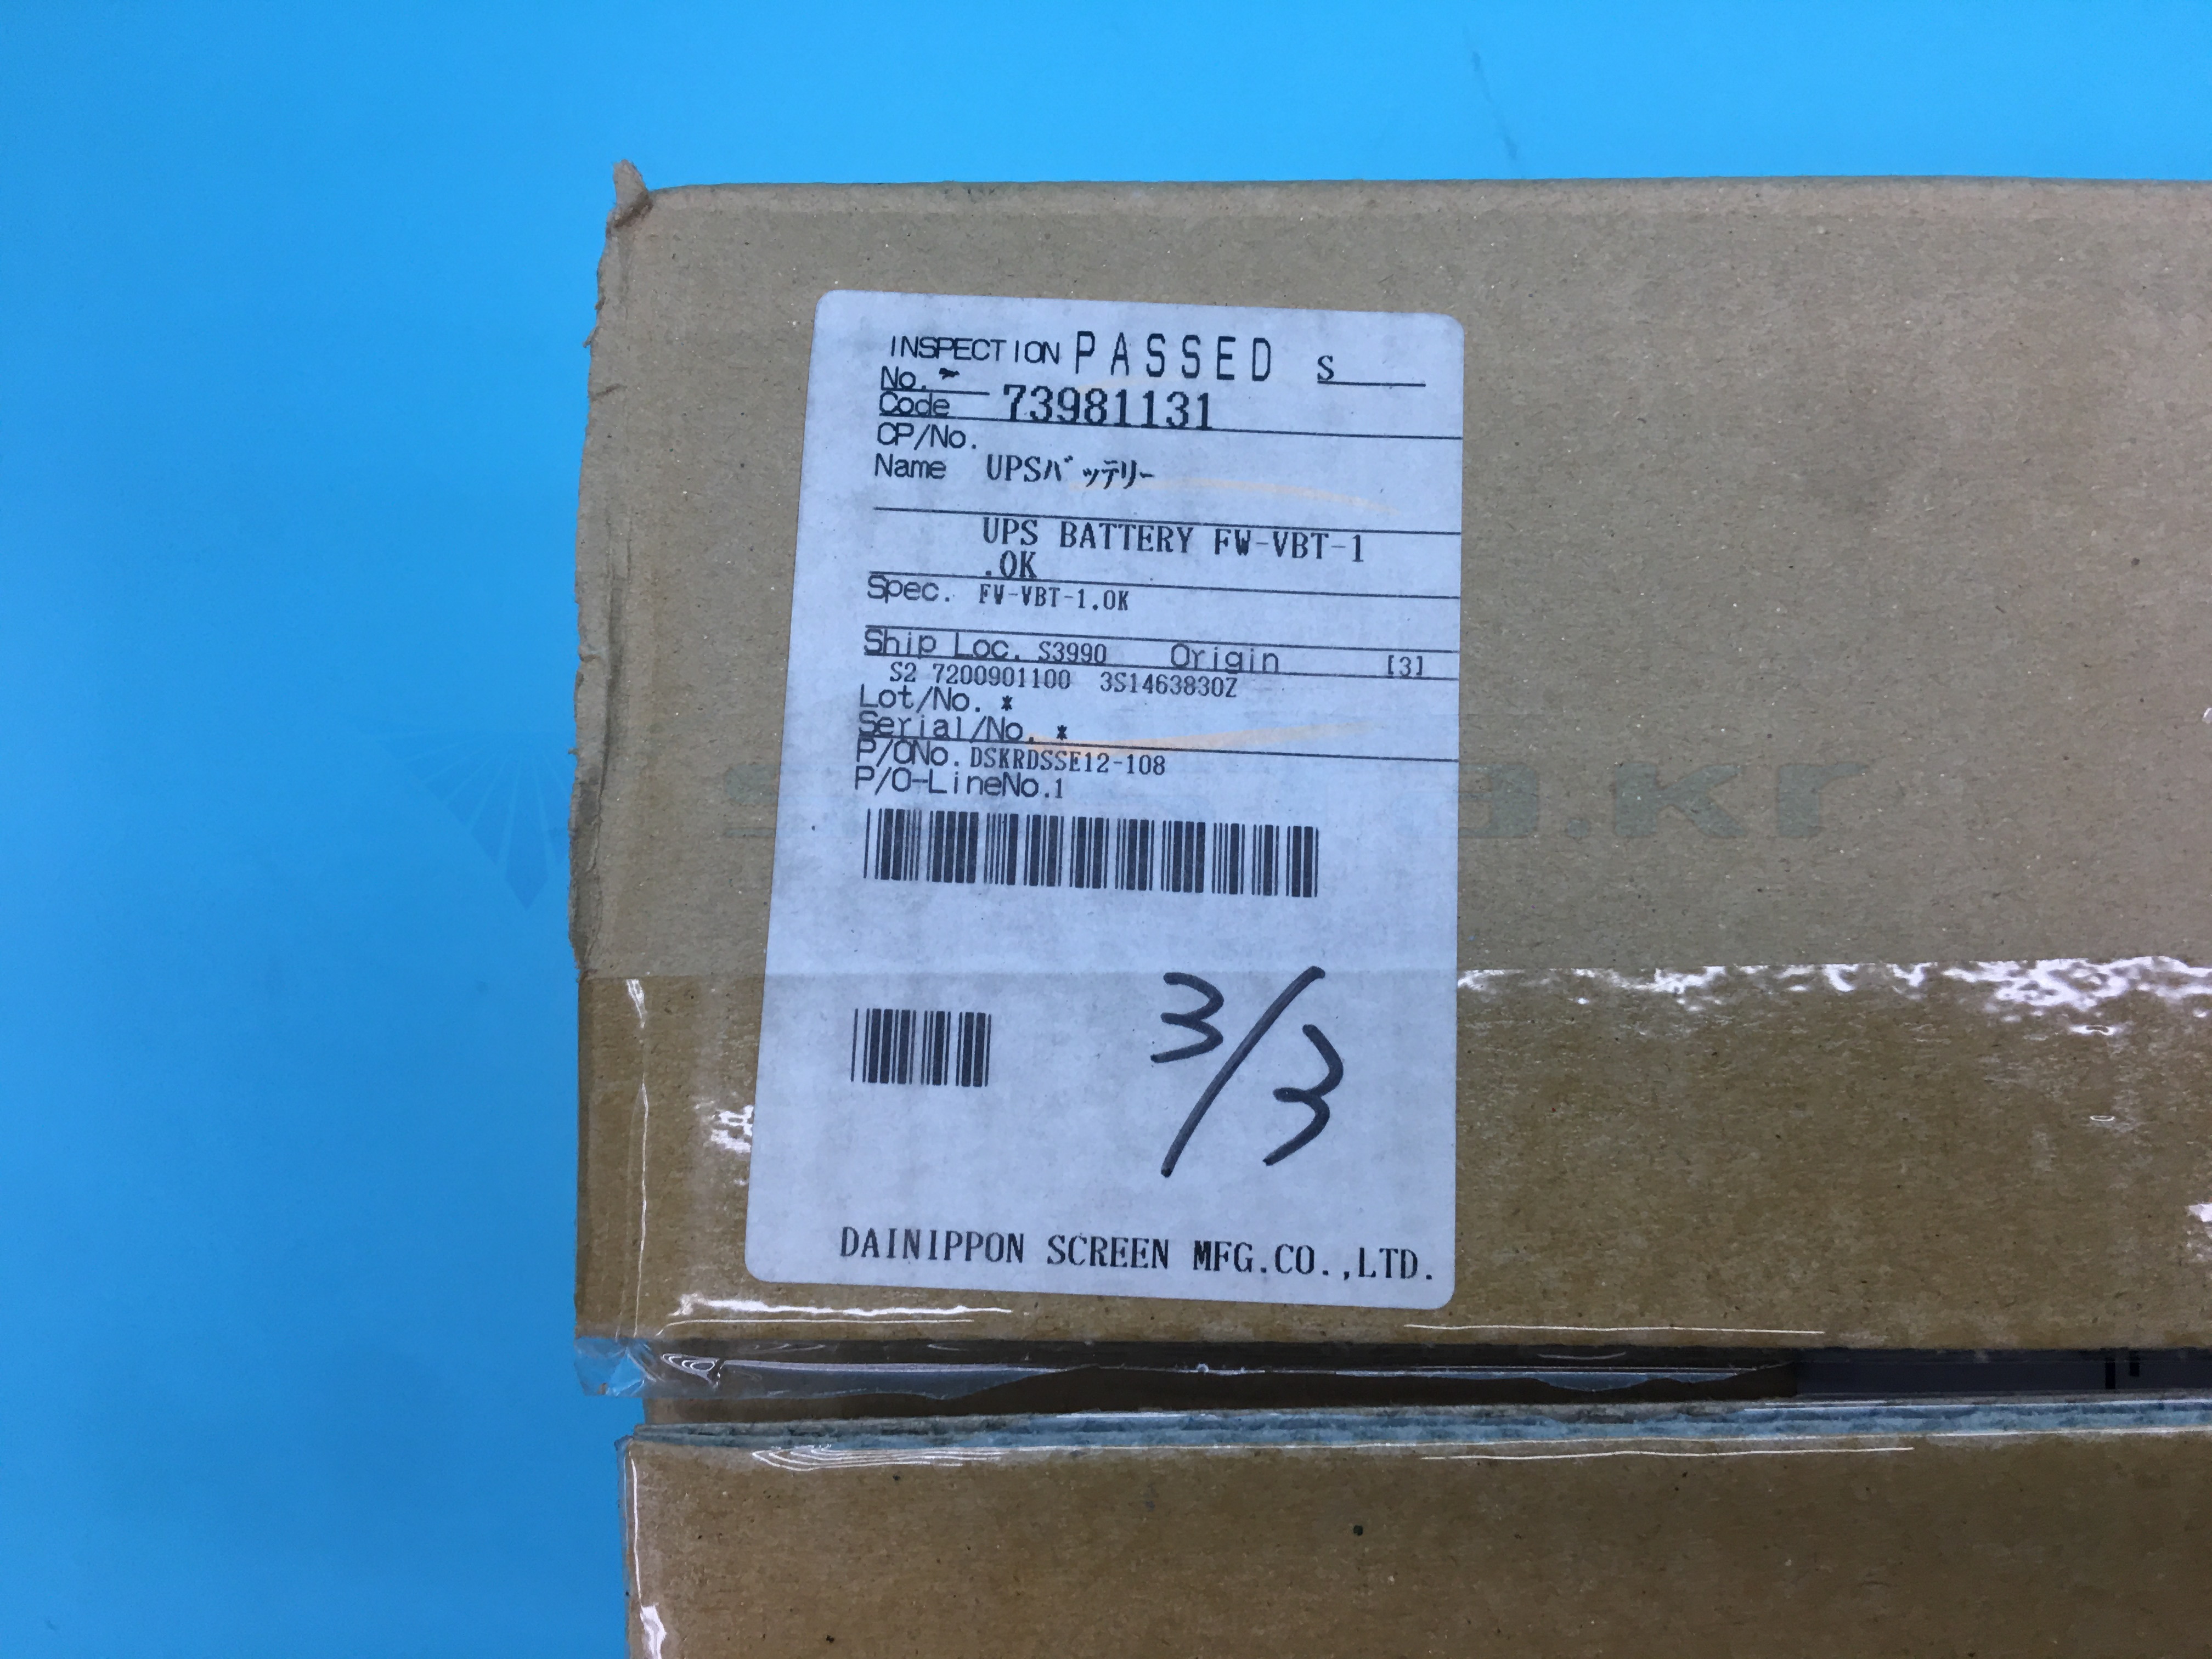 INSPECTION PASSED S
No. -
Code 73981131
CP/No.
Name UPSバッテリー
UPS BATTERY FW-VBT-1
.0K
Spec. FW-VBT-1.0K
Ship Loc. S3990 Origin [3]
S2 7200901100 3S1463830Z
Lot/No. *
Serial/No. *
P/ONo. DSKRDSSE12-108
P/O-LineNo.1
3/3
DAINIPPON SCREEN MFG.CO.,LTD.